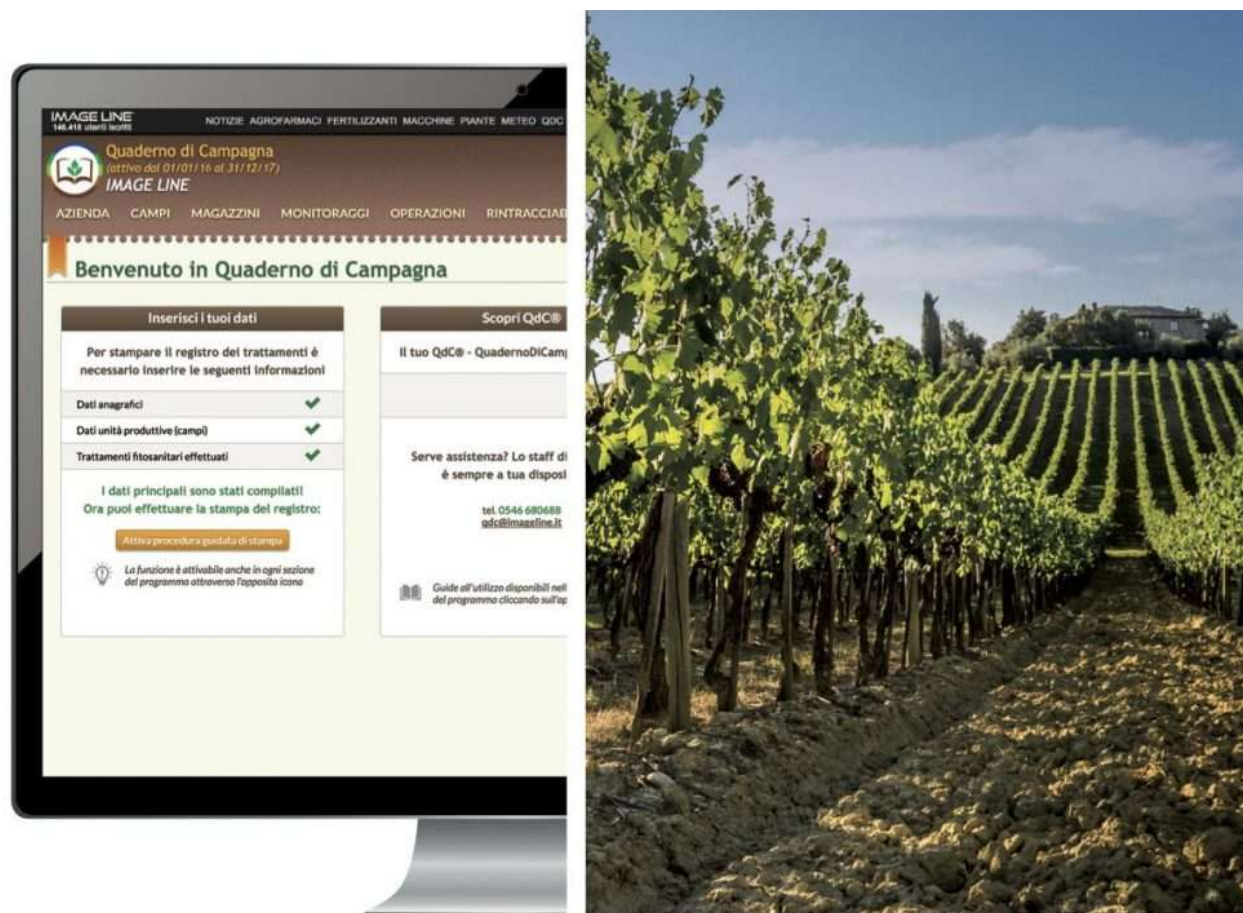 IMAGE LINE
146.418 utenti iscritti
NOTIZIE AGROFARMACI FERTILIZZANTI MACCHINE PIANTE METEO QDC
Quaderno di Campagna
(attivo dal 01/01/16 al 31/12/17)
IMAGE LINE
AZIENDA CAMPI MAGAZZINI MONITORAGGI OPERAZIONI RINTRACCIAB
Benvenuto in Quaderno di Campagna
Inserisci i tuoi dati
Per stampare il registro dei trattamenti è
necessario inserire le seguenti informazioni
Dati anagrafici
Dati unità produttive (campi)
Trattamenti fitosanitari effettuati
I dati principali sono stati compilati!
Ora puoi effettuare la stampa del registro:
Attiva procedura guidata di stampa
La funzione è attivabile anche in ogni sezione
del programma attraverso l'apposita icona
Scopri QdC®
Il tuo QdC® - QuadernoDiCamp
Serve assistenza? Lo staff di
è sempre a tua disposi
tel. 0546 680688
qdc@imageline.it
Guide all'utilizzo disponibili nell
del programma cliccando sull'ap